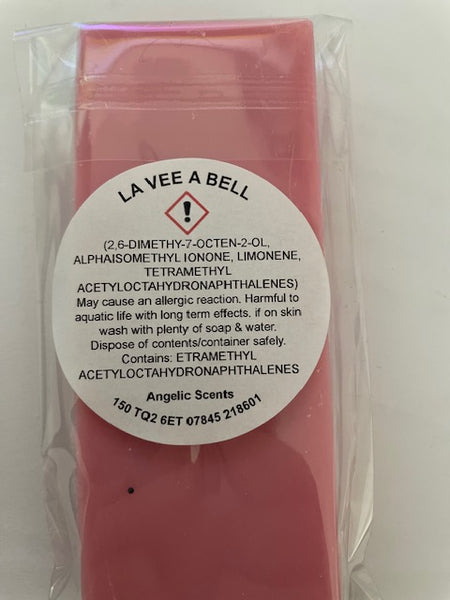 LA VEE A BELL
!
(2,6-DIMETHY-7-OCTEN-2-OL,
ALPHAISOMETHYL IONONE, LIMONENE,
TETRAMETHYL
ACETYLOCTAHYDRONAPHTHALENES)
May cause an allergic reaction. Harmful to
aquatic life with long term effects. if on skin
wash with plenty of soap & water.
Dispose of contents/container safely.
Contains: ETRAMETHYL
ACETYLOCTAHYDRONAPHTHALENES
Angelic Scents
150 TQ2 6ET 07845 218601